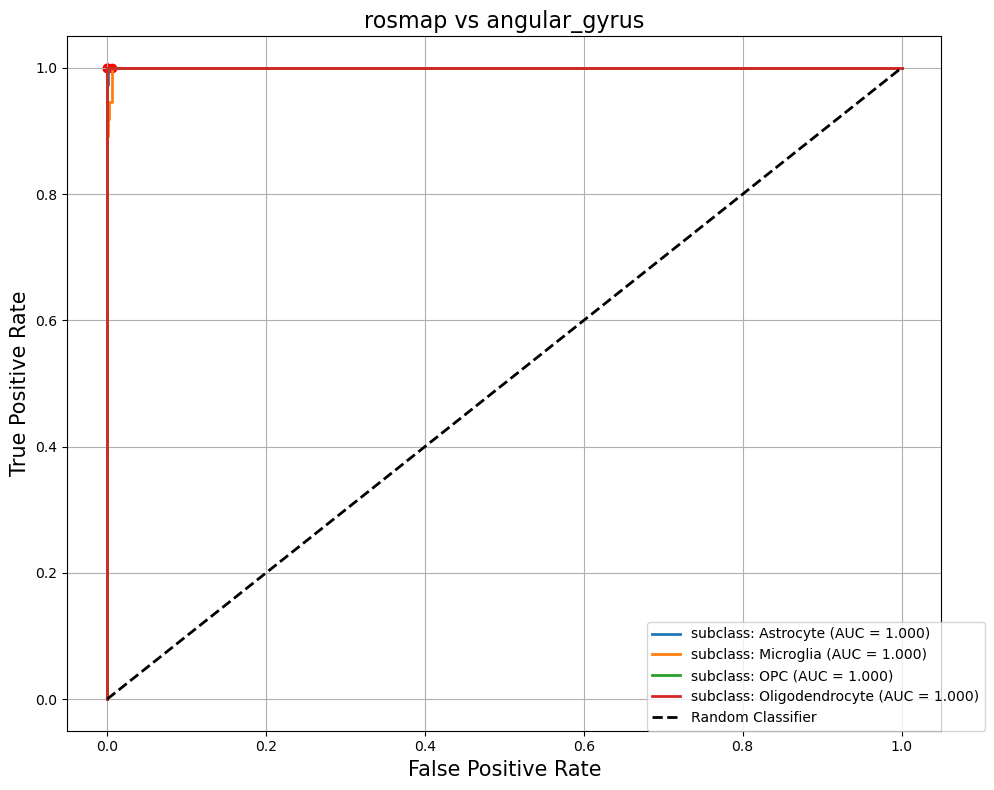 rosmap vs angular_gyrus
True Positive Rate
1.0
0.8
0.6
0.4
0.2
0.0
subclass: Astrocyte (AUC = 1.000)
subclass: Microglia (AUC = 1.000)
subclass: OPC (AUC = 1.000)
subclass: Oligodendrocyte (AUC = 1.000)
Random Classifier
0.0 0.2 0.4 0.6 0.8 1.0
False Positive Rate